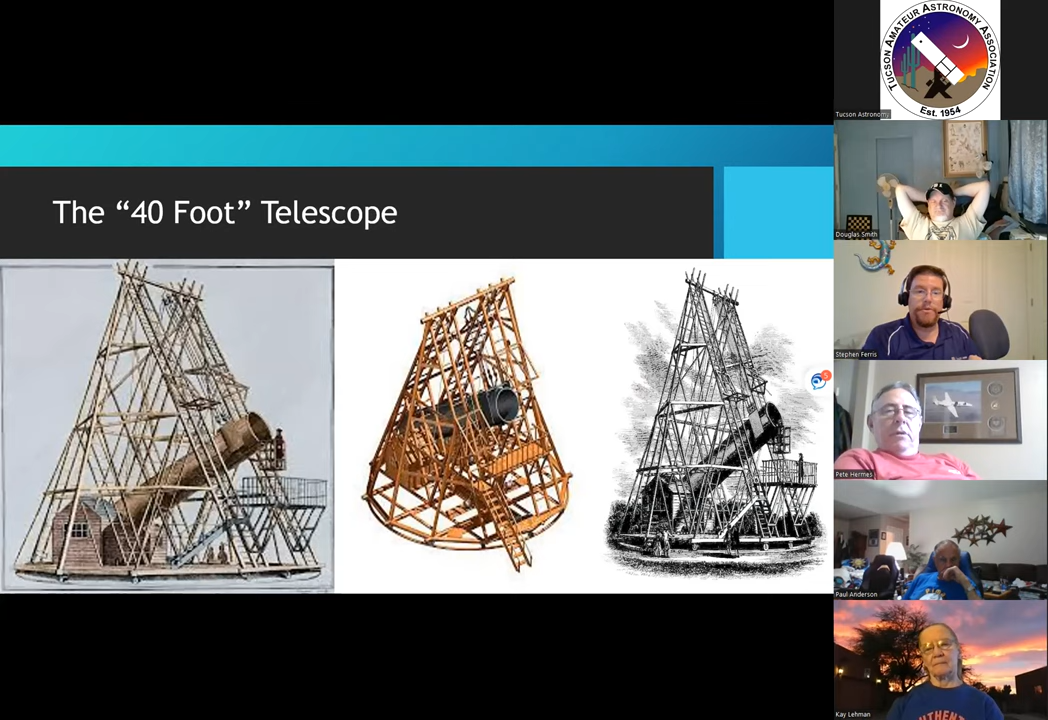 The “40 Foot” Telescope
TUCSON AMATEUR ASTRONOMY ASSOCIATION
Est. 1954
Tucson Astronomy
Douglas Smith
Stephen Ferris
Pete Hermes
Paul Anderson
Kay Lehman
AUTHENT